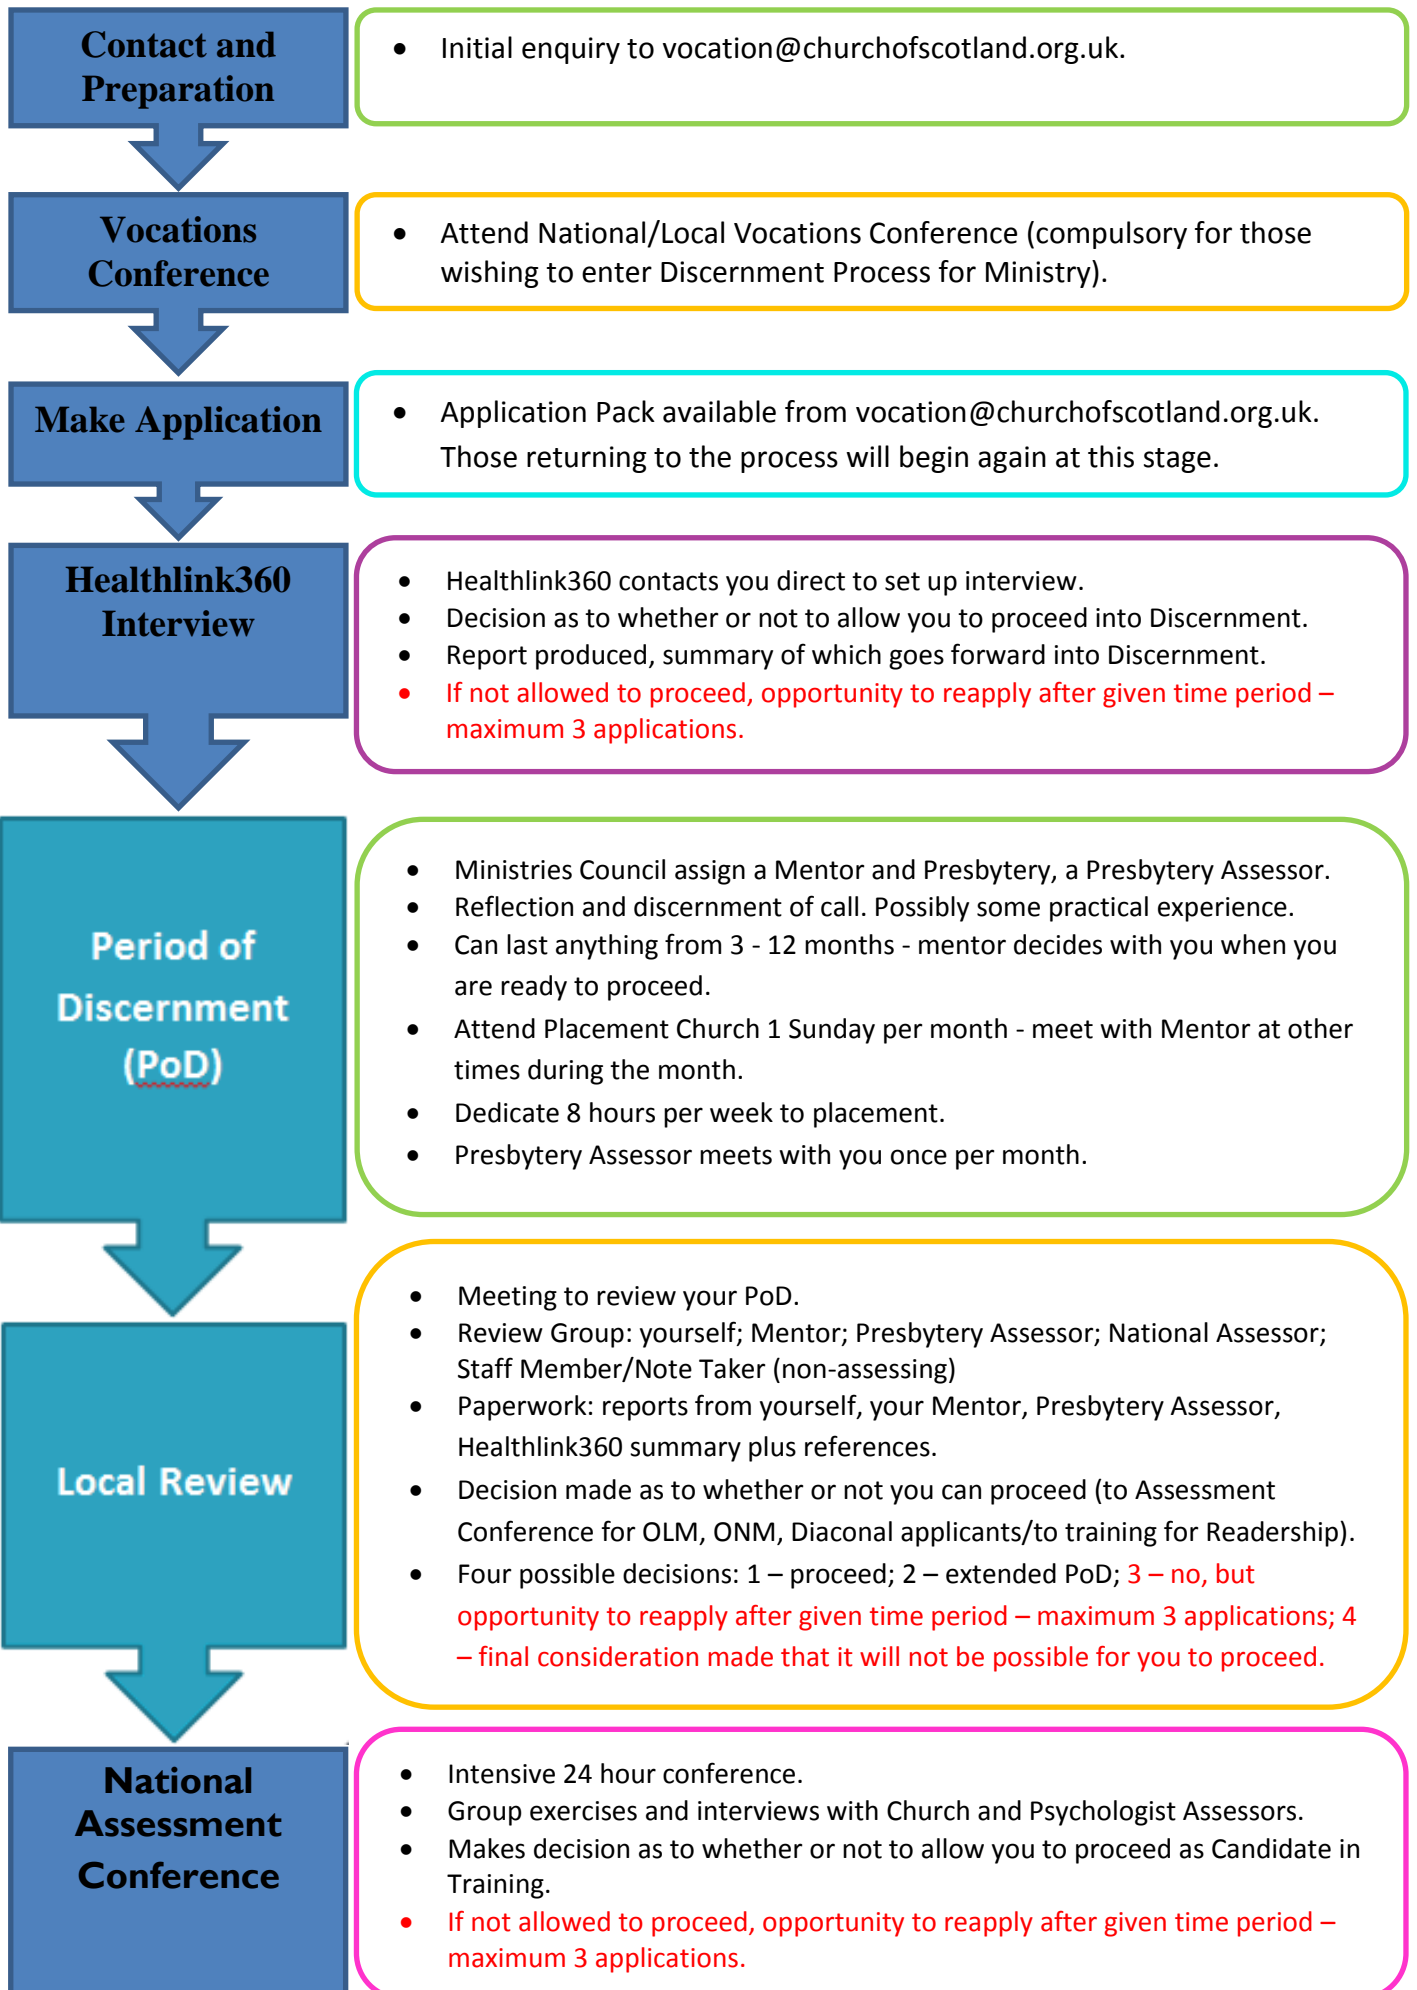 Contact and
Preparation
• Initial enquiry to vocation@churchofscotland.org.uk.
Vocations
Conference
• Attend National/Local Vocations Conference (compulsory for those
wishing to enter Discernment Process for Ministry).
Make Application
• Application Pack available from vocation@churchofscotland.org.uk.
Those returning to the process will begin again at this stage.
Healthlink360
Interview
• Healthlink360 contacts you direct to set up interview.
• Decision as to whether or not to allow you to proceed into Discernment.
• Report produced, summary of which goes forward into Discernment.
• If not allowed to proceed, opportunity to reapply after given time period –
maximum 3 applications.
Period of
Discernment
(PoD)
• Ministries Council assign a Mentor and Presbytery, a Presbytery Assessor.
• Reflection and discernment of call. Possibly some practical experience.
• Can last anything from 3 - 12 months - mentor decides with you when you
are ready to proceed.
• Attend Placement Church 1 Sunday per month - meet with Mentor at other
times during the month.
• Dedicate 8 hours per week to placement.
• Presbytery Assessor meets with you once per month.
Local Review
• Meeting to review your PoD.
• Review Group: yourself; Mentor; Presbytery Assessor; National Assessor;
Staff Member/Note Taker (non-assessing)
• Paperwork: reports from yourself, your Mentor, Presbytery Assessor,
Healthlink360 summary plus references.
• Decision made as to whether or not you can proceed (to Assessment
Conference for OLM, ONM, Diaconal applicants/to training for Readership).
• Four possible decisions: 1 – proceed; 2 – extended PoD; 3 – no, but
opportunity to reapply after given time period – maximum 3 applications; 4
– final consideration made that it will not be possible for you to proceed.
National
Assessment
Conference
• Intensive 24 hour conference.
• Group exercises and interviews with Church and Psychologist Assessors.
• Makes decision as to whether or not to allow you to proceed as Candidate in
Training.
• If not allowed to proceed, opportunity to reapply after given time period –
maximum 3 applications.